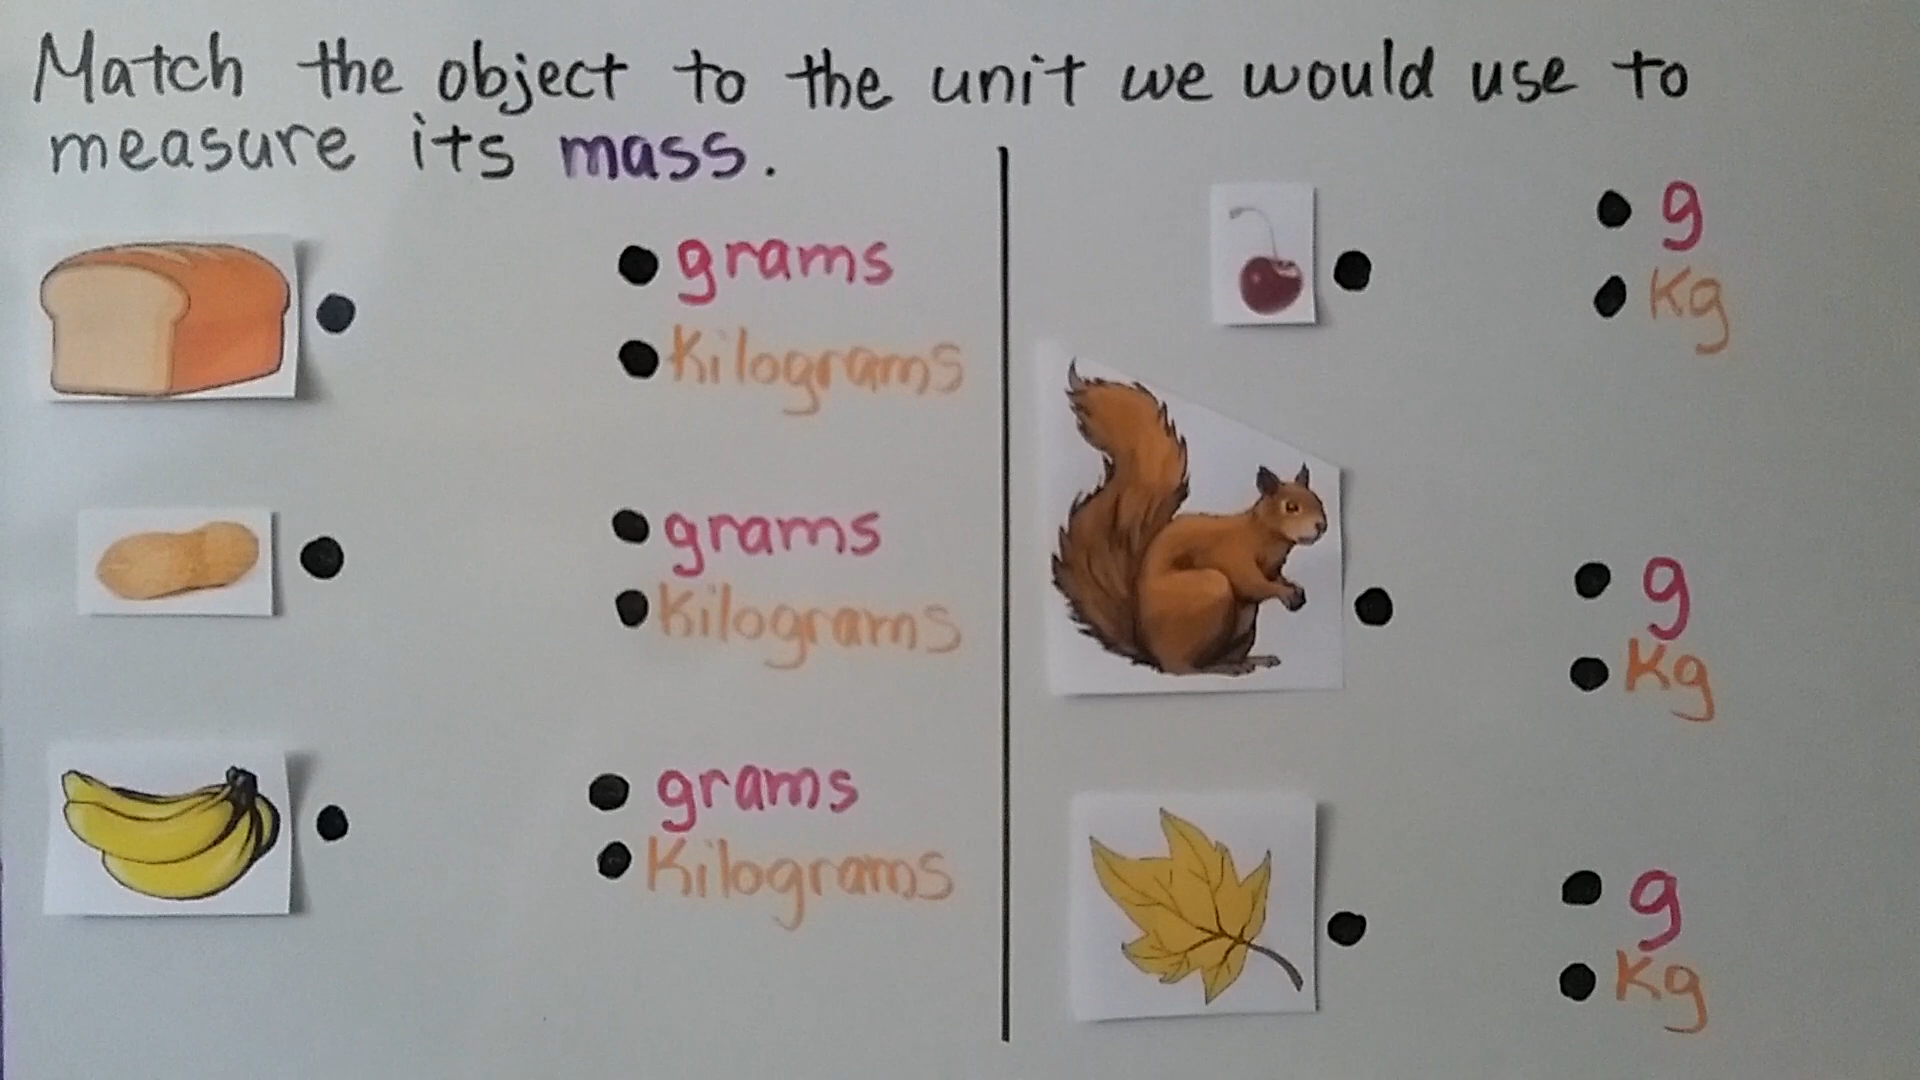 Match the object to the unit we would use to
measure its mass.
grams
Kilograms
grams
Kilograms
grams
Kilograms
g
Kg
g
Kg
g
Kg